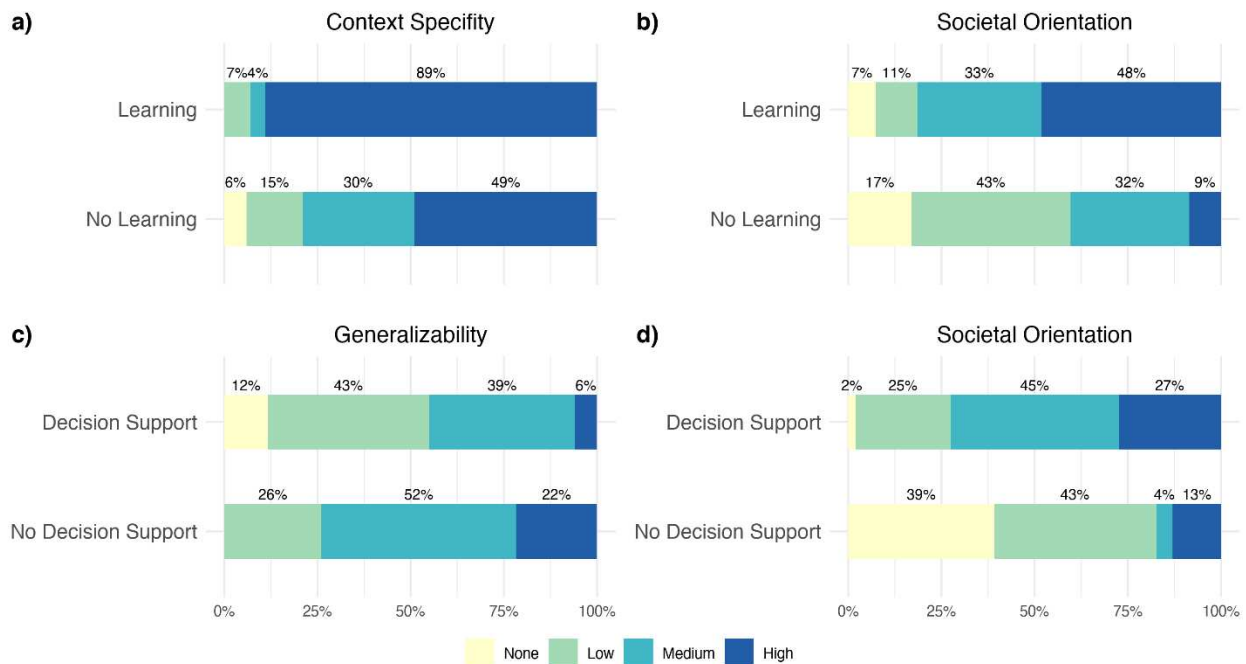 a) Context Specifity
7% 4% 89%
Learning
6% 15% 30% 49%
No Learning
b) Societal Orientation
7% 11% 33% 48%
Learning
17% 43% 32% 9%
No Learning
c) Generalizability
12% 43% 39% 6%
Decision Support
26% 52% 22%
No Decision Support
0% 25% 50% 75% 100%
d) Societal Orientation
2% 25% 45% 27%
Decision Support
39% 43% 4% 13%
No Decision Support
0% 25% 50% 75% 100%
None Low Medium High